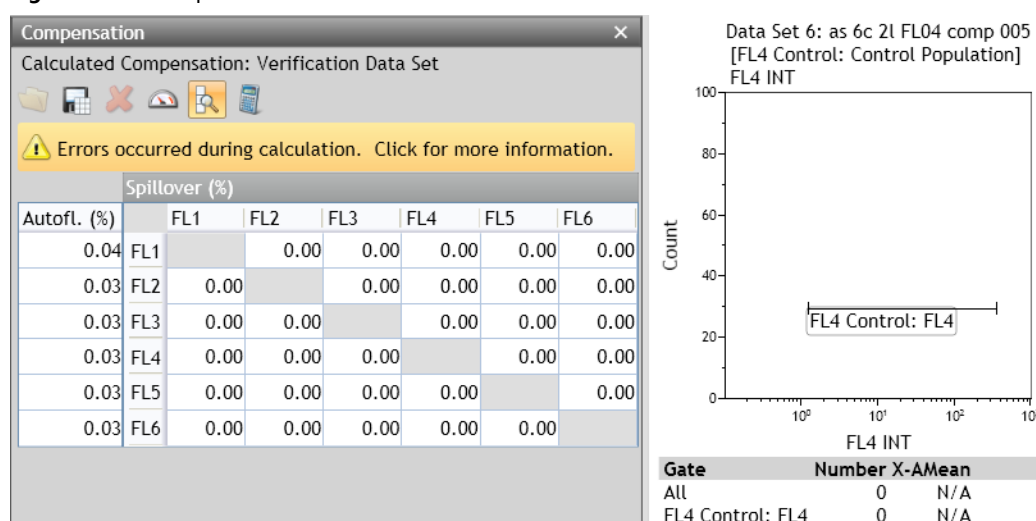 Compensation ×
Calculated Compensation: Verification Data Set
Errors occurred during calculation. Click for more information.
Spillover (%)
Autofl. (%) FL1 FL2 FL3 FL4 FL5 FL6
0.04 FL1 0.00 0.00 0.00 0.00 0.00
0.03 FL2 0.00 0.00 0.00 0.00 0.00
0.03 FL3 0.00 0.00 0.00 0.00 0.00
0.03 FL4 0.00 0.00 0.00 0.00 0.00
0.03 FL5 0.00 0.00 0.00 0.00 0.00
0.03 FL6 0.00 0.00 0.00 0.00 0.00
Data Set 6: as 6c 2l FL04 comp 005
[FL4 Control: Control Population]
FL4 INT
100
80
60
40
20
0
Count
FL4 Control: FL4
10⁰ 10¹ 10² 10
FL4 INT
Gate Number X-AMean
All 0 N/A
FL4 Control: FL4 0 N/A